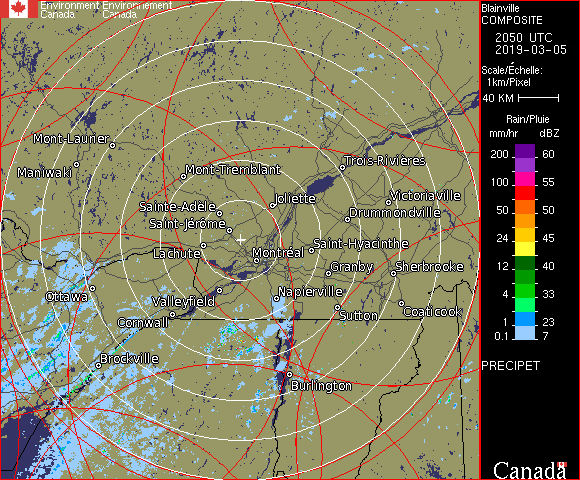 Environment Environnement
Canada Canada
Blainville
COMPOSITE
2050 UTC
2019-03-05
Scale/Échelle:
1km/Pixel
40 KM
Rain/Pluie
mm/hr dBZ
200 60
100 55
50 50
24 45
12 40
4 33
1 23
0.1 7
PRECIPET
Mont-Laurier
Maniwaki
Mont-Tremblant
Trois-Rivières
Sainte-Adèle
Joliette
Victoriaville
Drummondville
Saint-Jérôme
Lachute
Montréal
Saint-Hyacinthe
Granby
Sherbrooke
Ottawa
Valleyfield
Napierville
Cornwall
Sutton
Coaticook
Brockville
Burlington
Canada